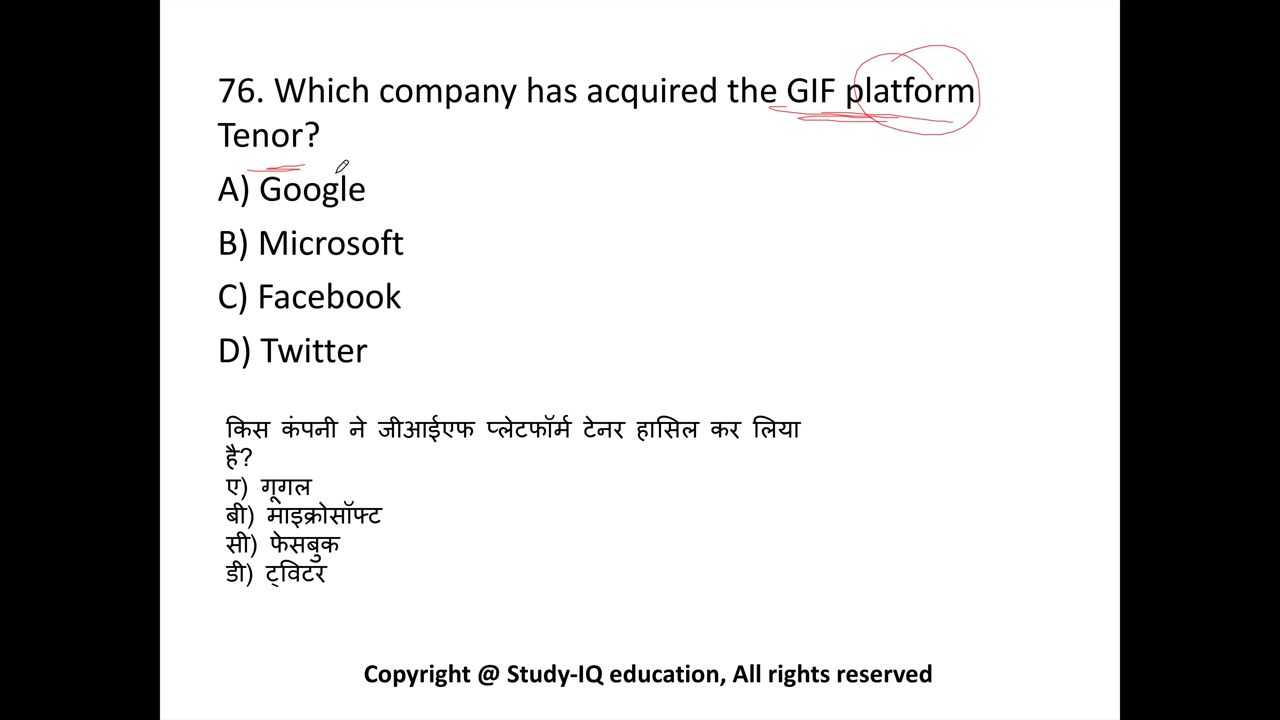 76. Which company has acquired the GIF platform
Tenor?
A) Google
B) Microsoft
C) Facebook
D) Twitter
किस कंपनी ने जीआईएफ प्लेटफॉर्म टेनर हासिल कर लिया
है?
ए) गूगल
बी) माइक्रोसॉफ्ट
सी) फेसबुक
डी) ट्विटर
Copyright @ Study-IQ education, All rights reserved